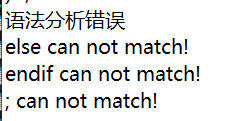 语法分析错误
else can not match!
endif can not match!
; can not match!